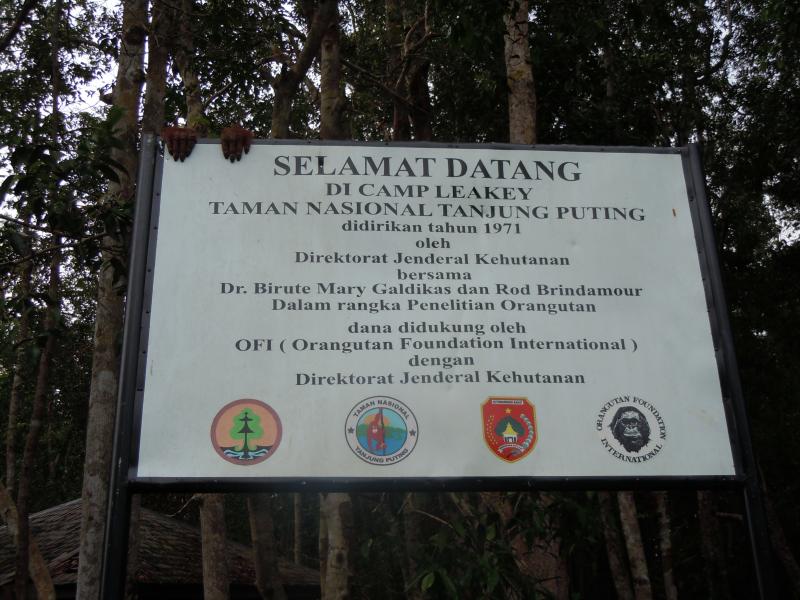 SELAMAT DATANG
DI CAMP LEAKEY
TAMAN NASIONAL TANJUNG PUTING
didirikan tahun 1971
oleh
Direktorat Jenderal Kehutanan
bersama
Dr. Birute Mary Galdikas dan Rod Brindamour
Dalam rangka Penelitian Orangutan
dana didukung oleh
OFI ( Orangutan Foundation International )
dengan
Direktorat Jenderal Kehutanan
TAMAN NASIONAL
TANJUNG PUTING
ORANGUTAN FOUNDATION
INTERNATIONAL